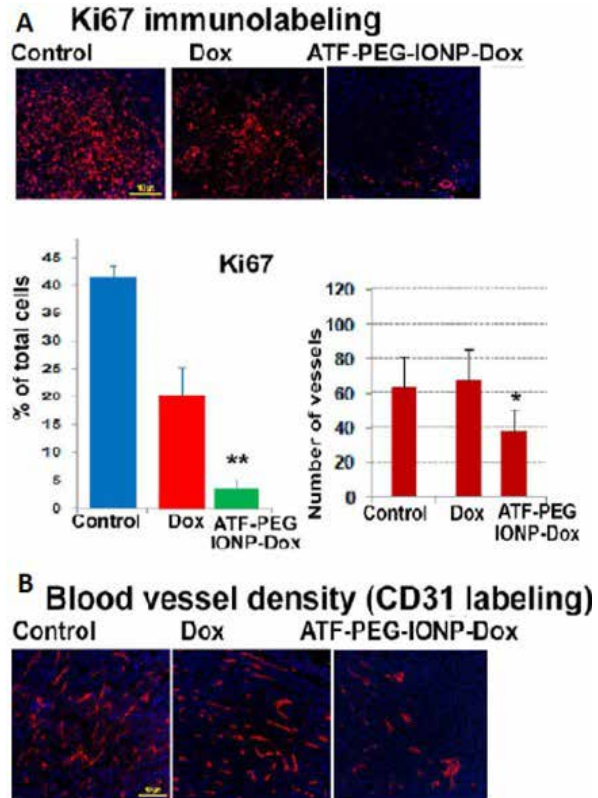 A Ki67 immunolabeling
Control Dox ATF-PEG-IONP-Dox
Ki67
% of total cells
45
40
35
30
25
20
15
10
5
0
**
Control Dox ATF-PEG
IONP-Dox
Number of vessels
120
100
80
60
40
20
0
*
Control Dox ATF-PEG
IONP-Dox
B Blood vessel density (CD31 labeling)
Control Dox ATF-PEG-IONP-Dox